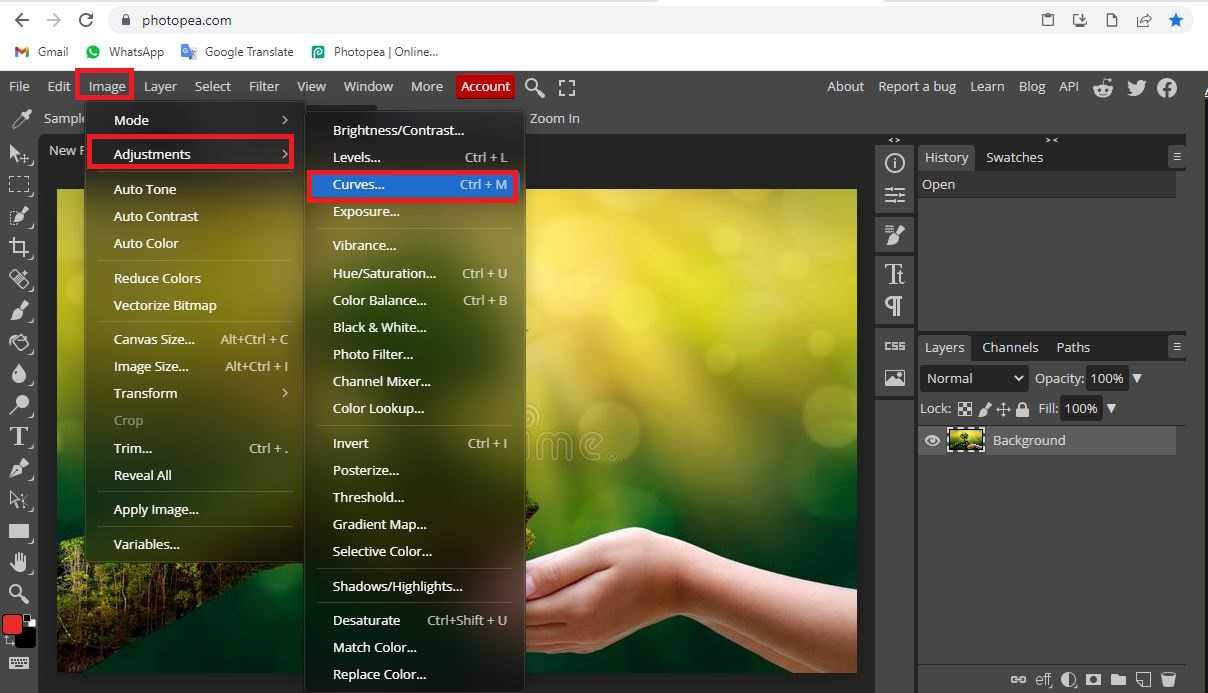 photopea.com
Gmail WhatsApp Google Translate Photopea | Online...
File Edit Image Layer Select Filter View Window More Account About Report a bug Learn Blog API
Sample Zoom In
New
Mode
Adjustments
Auto Tone
Auto Contrast
Auto Color
Reduce Colors
Vectorize Bitmap
Canvas Size... Alt+Ctrl + C
Image Size... Alt+Ctrl + I
Transform
Crop
Trim... Ctrl + .
Reveal All
Apply Image...
Variables...
Brightness/Contrast...
Levels... Ctrl + L
Curves... Ctrl + M
Exposure...
Vibrance...
Hue/Saturation... Ctrl + U
Color Balance... Ctrl + B
Black & White...
Photo Filter...
Channel Mixer...
Color Lookup...
Invert Ctrl + I
Posterize...
Threshold...
Gradient Map...
Selective Color...
Shadows/Highlights...
Desaturate Ctrl+Shift + U
Match Color...
Replace Color...
me.
< > > <
History Swatches
Open
CSS
Layers Channels Paths
Normal Opacity: 100%
Lock: Fill: 100%
Background
eff